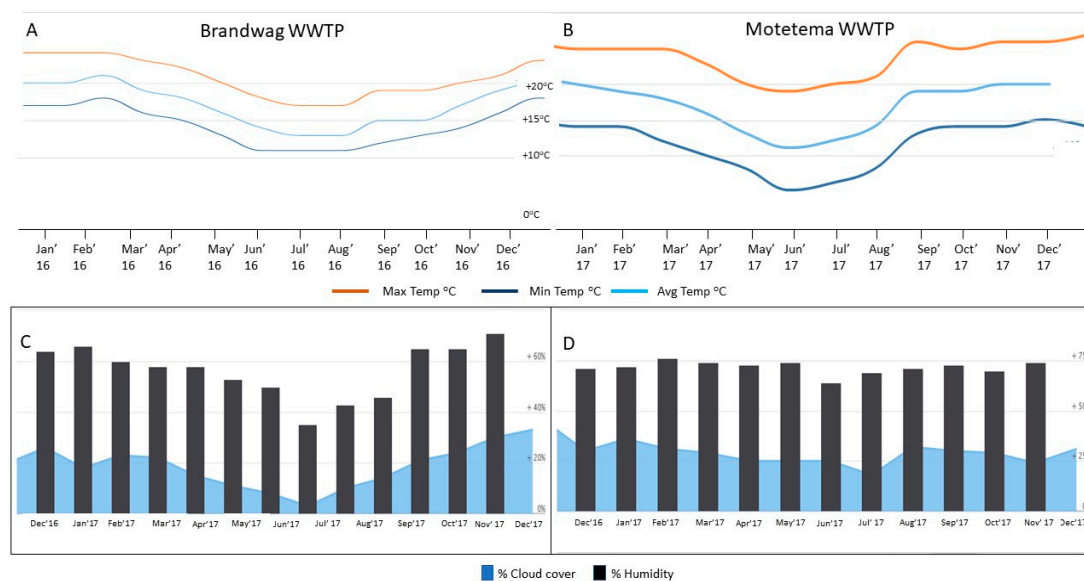 A
Brandwag WWTP
+20°C
+15°C
+10°C
0°C
Jan' Feb' Mar' Apr' May' Jun' Jul' Aug' Sep' Oct' Nov' Dec'
16 16 16 16 16 16 16 16 16 16 16 16
B
Motetema WWTP
Jan' Feb' Mar' Apr' May' Jun' Jul' Aug' Sep' Oct' Nov' Dec'
17 17 17 17 17 17 17 17 17 17 17 17
Max Temp °C Min Temp °C Avg Temp °C
C
+ 60%
+ 40%
+ 20%
0%
Dec'16 Jan'17 Feb'17 Mar'17 Apr'17 May'17 Jun'17 Jul' 17 Aug'17 Sep'17 Oct'17 Nov' 17 Dec'17
D
+ 75
+ 50
+ 25
Dec'16 Jan'17 Feb'17 Mar'17 Apr'17 May'17 Jun'17 Jul' 17 Aug'17 Sep'17 Oct'17 Nov' 17 Dec'17
% Cloud cover % Humidity